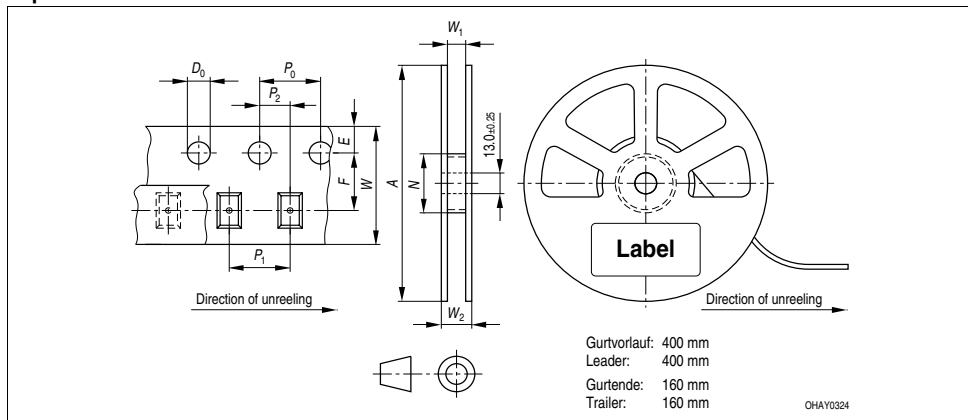 W1
D0
P0
P2
E
F
W
A
N
13.0±0.25
Label
P1
W2
Direction of unreeling
Direction of unreeling
Gurtvorlauf: 400 mm
Leader: 400 mm
Gurtende: 160 mm
Trailer: 160 mm
OHAY0324